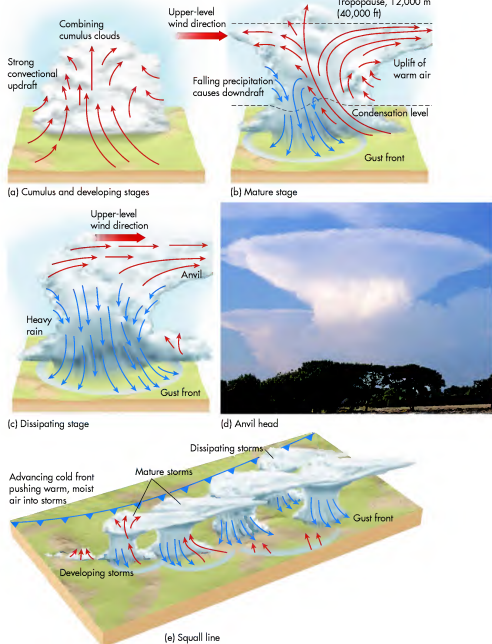 Combining
cumulus clouds
Strong
convectional
updraft
(a) Cumulus and developing stages
Upper-level
wind direction
Tropopause, 12,000 m
(40,000 ft)
Falling precipitation
causes downdraft
Uplift of
warm air
Condensation level
Gust front
(b) Mature stage
Upper-level
wind direction
Anvil
Heavy
rain
Gust front
(c) Dissipating stage
(d) Anvil head
Dissipating storms
Advancing cold front
pushing warm, moist
air into storms
Mature storms
Gust front
Developing storms
(e) Squall line